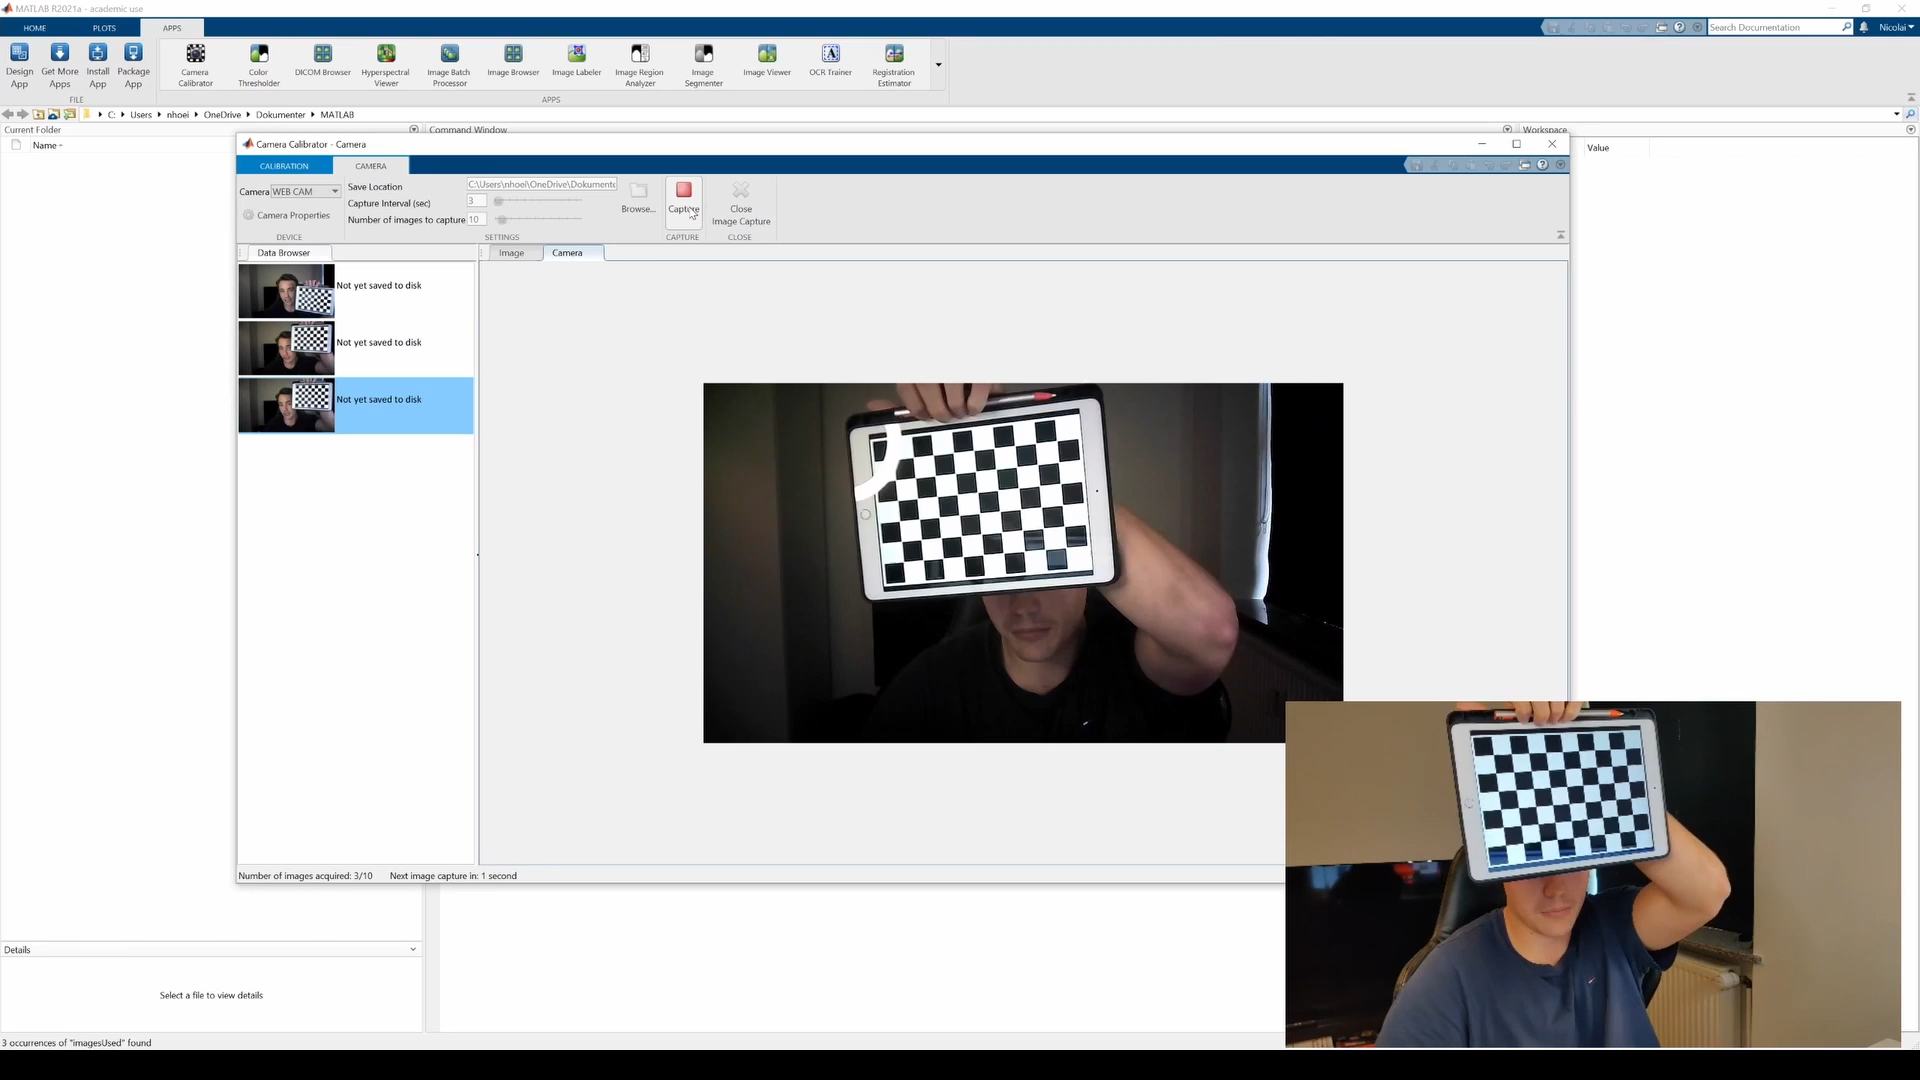 MATLAB R2021a - academic use
HOME PLOTS APPS
Search Documentation
Nicolai
Design App
Get More Apps
Install App
Package App
Camera Calibrator
Color Thresholder
DICOM Browser
Hyperspectral Viewer
Image Batch Processor
Image Browser
Image Labeler
Image Region Analyzer
Image Segmenter
Image Viewer
OCR Trainer
Registration Estimator
FILE
APPS
C: Users nhoei OneDrive Dokumenter MATLAB
Current Folder
Command Window
Workspace
Name
Value
Camera Calibrator - Camera
CALIBRATION CAMERA
Camera WEB CAM
Camera Properties
DEVICE
Save Location C:\Users\nhoei\OneDrive\Dokumente
Capture Interval (sec) 3
Number of images to capture 10
Browse...
SETTINGS
Capture
CAPTURE
Close Image Capture
CLOSE
Data Browser
Image
Camera
Not yet saved to disk
Not yet saved to disk
Not yet saved to disk
Number of images acquired: 3/10 Next image capture in: 1 second
Details
Select a file to view details
3 occurrences of "imagesUsed" found